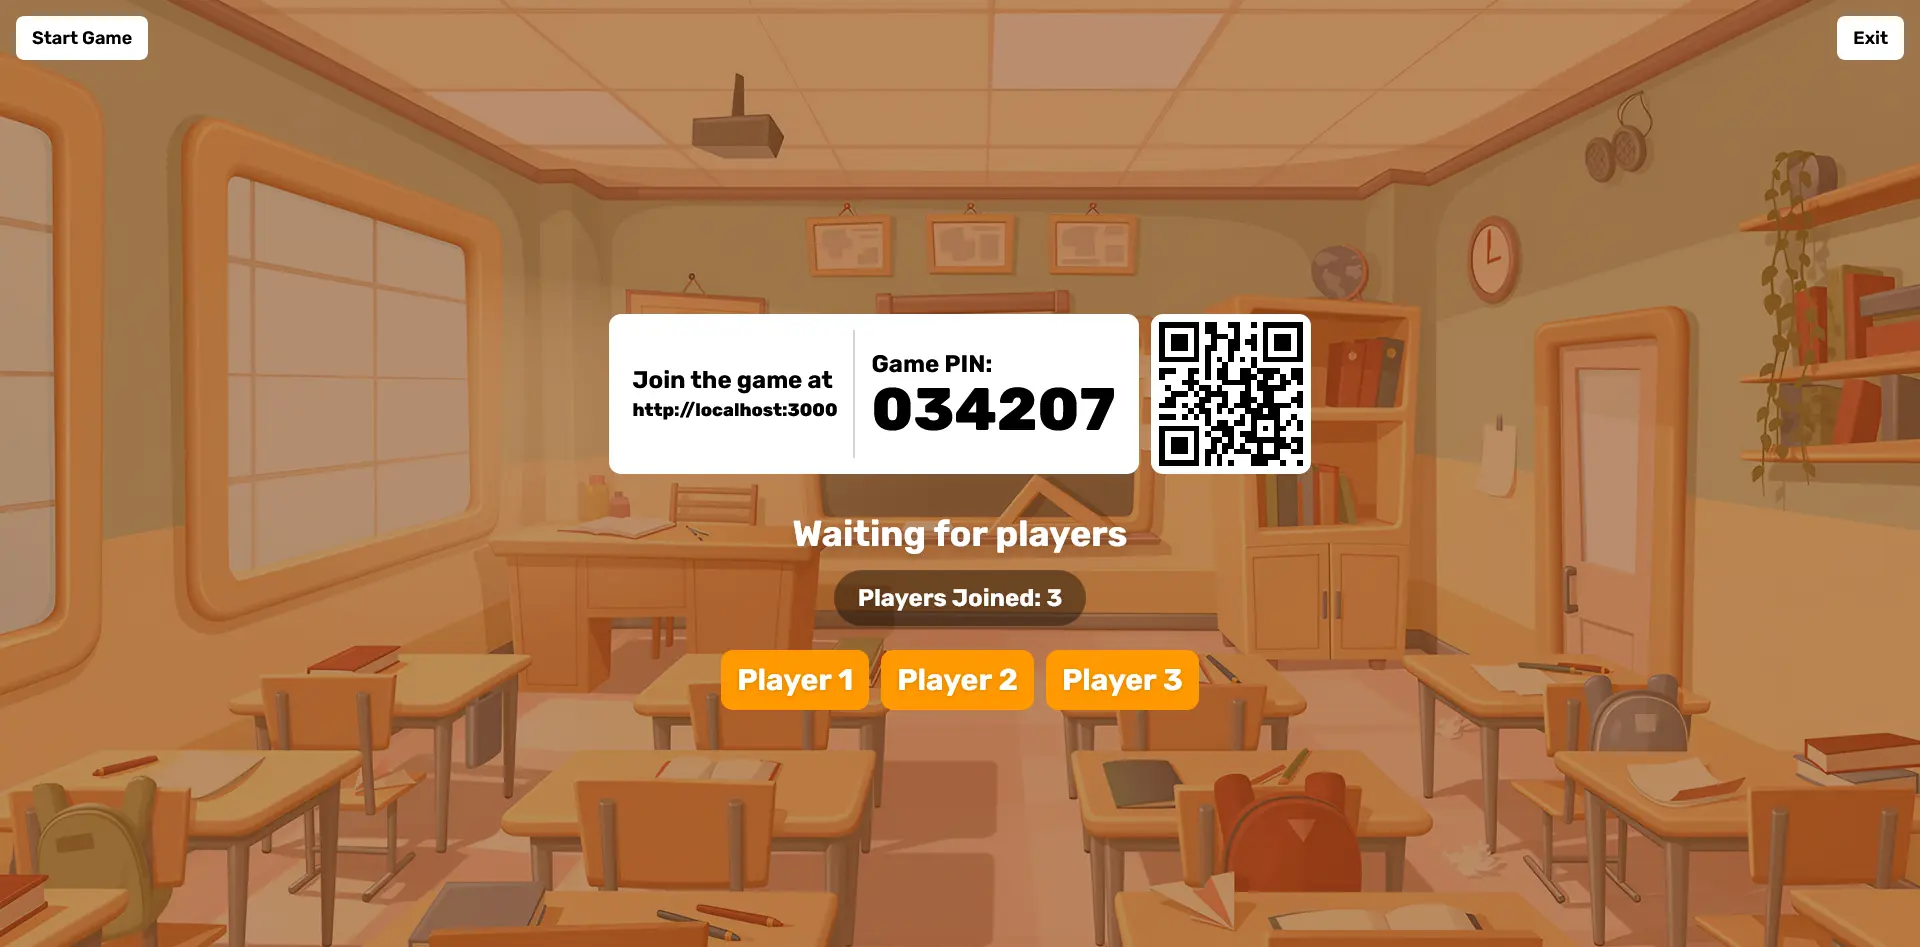 Start Game
Exit
Join the game at
http://localhost:3000
Game PIN:
034207
Waiting for players
Players Joined: 3
Player 1
Player 2
Player 3